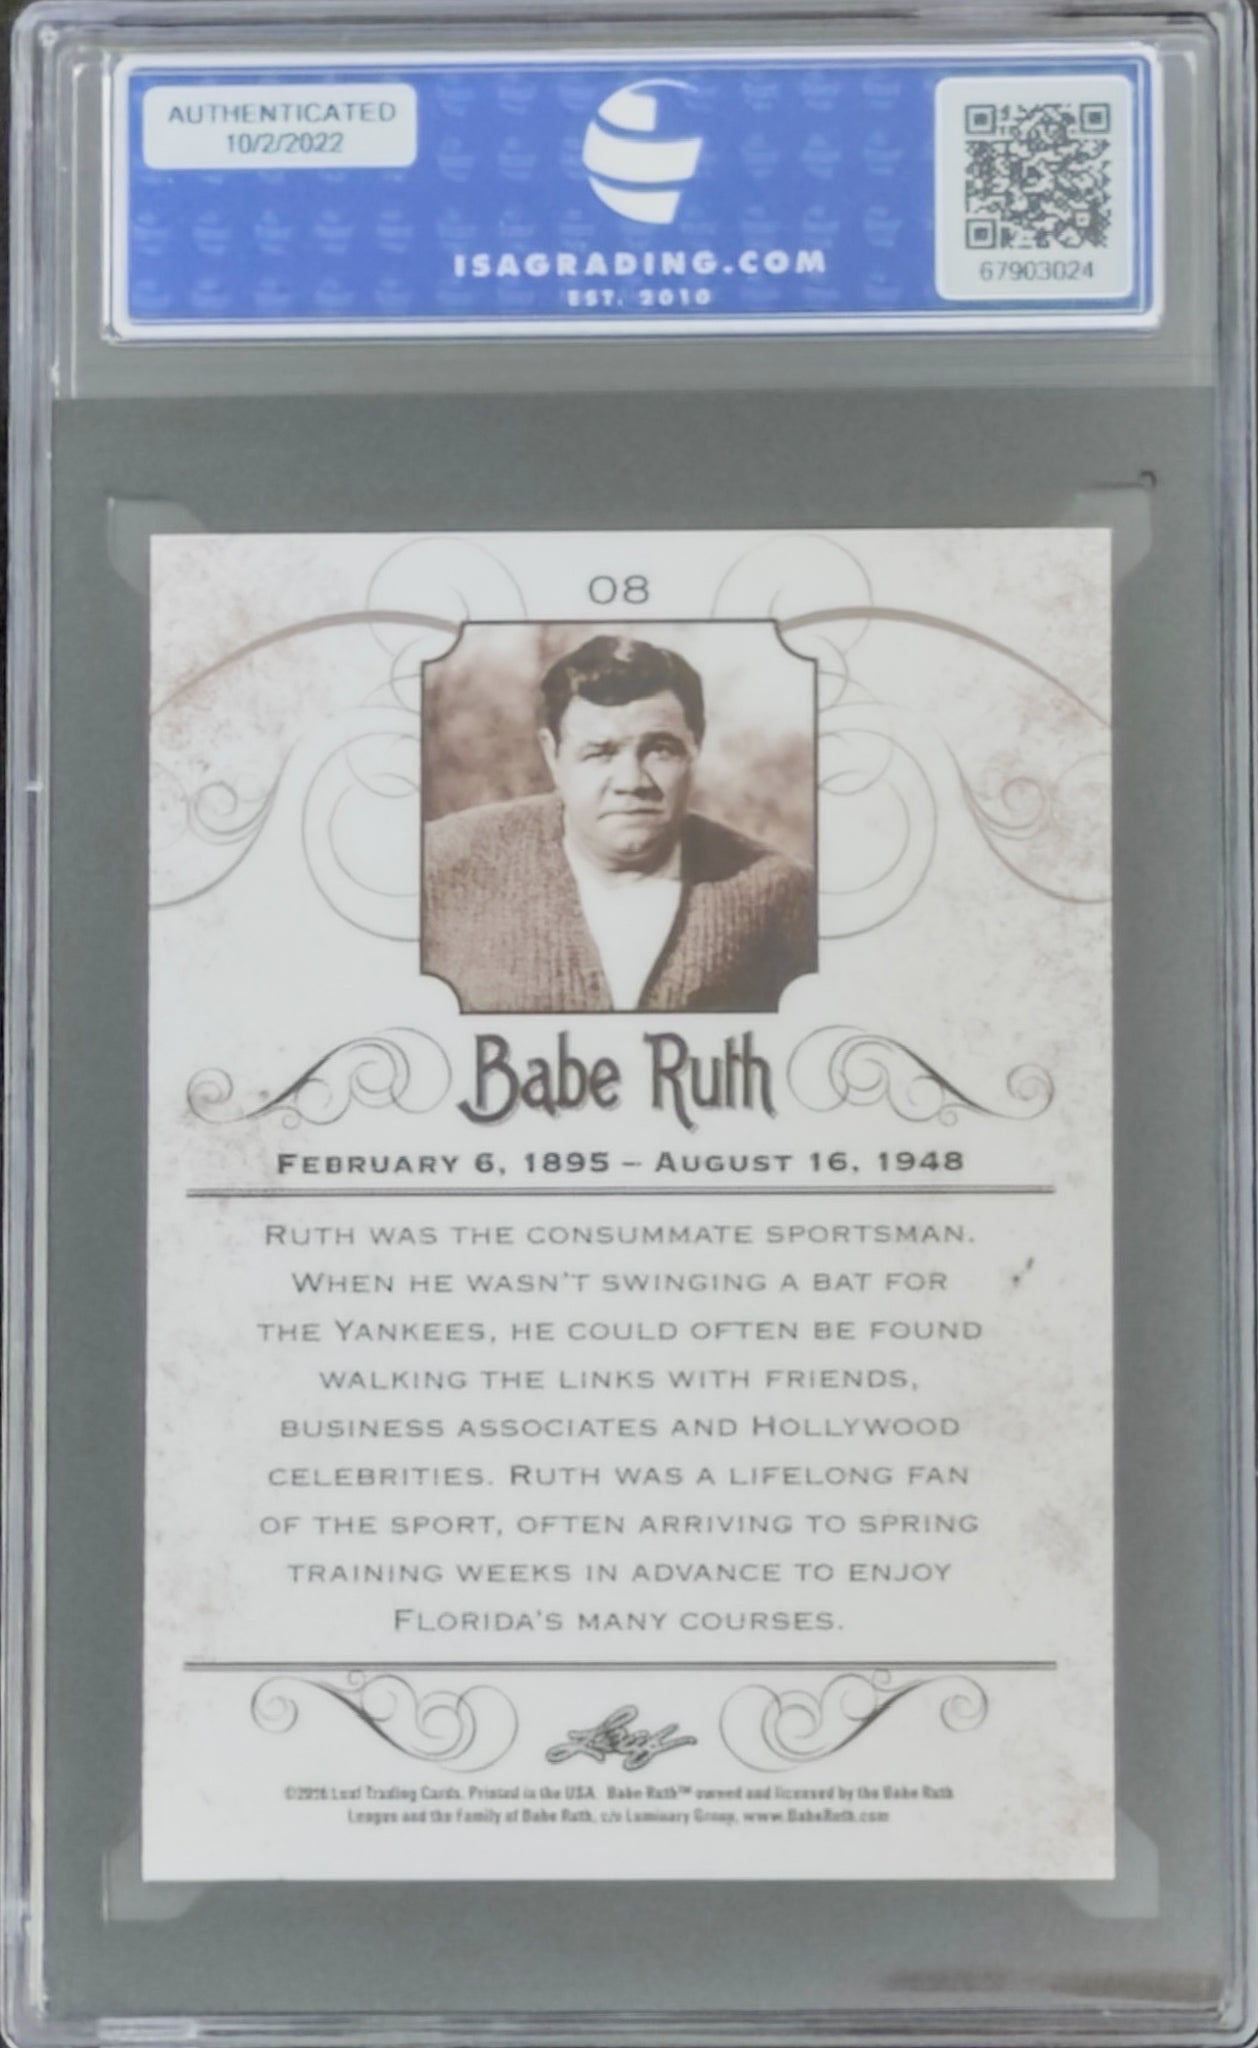 AUTHENTICATED
10/2/2022
ISAGRADING.COM
EST. 2010
67903024
08
Babe Ruth
FEBRUARY 6, 1895 – AUGUST 16, 1948
RUTH WAS THE CONSUMMATE SPORTSMAN.
WHEN HE WASN'T SWINGING A BAT FOR
THE YANKEES, HE COULD OFTEN BE FOUND
WALKING THE LINKS WITH FRIENDS,
BUSINESS ASSOCIATES AND HOLLYWOOD
CELEBRITIES. RUTH WAS A LIFELONG FAN
OF THE SPORT, OFTEN ARRIVING TO SPRING
TRAINING WEEKS IN ADVANCE TO ENJOY
FLORIDA'S MANY COURSES.
Leaf
Leaf Trading Cards. Printed in the USA. Babe Ruth™ owned and licensed by the Babe Ruth
League and the Family of Babe Ruth, c/o Luminary Group, www.BabeRuth.com